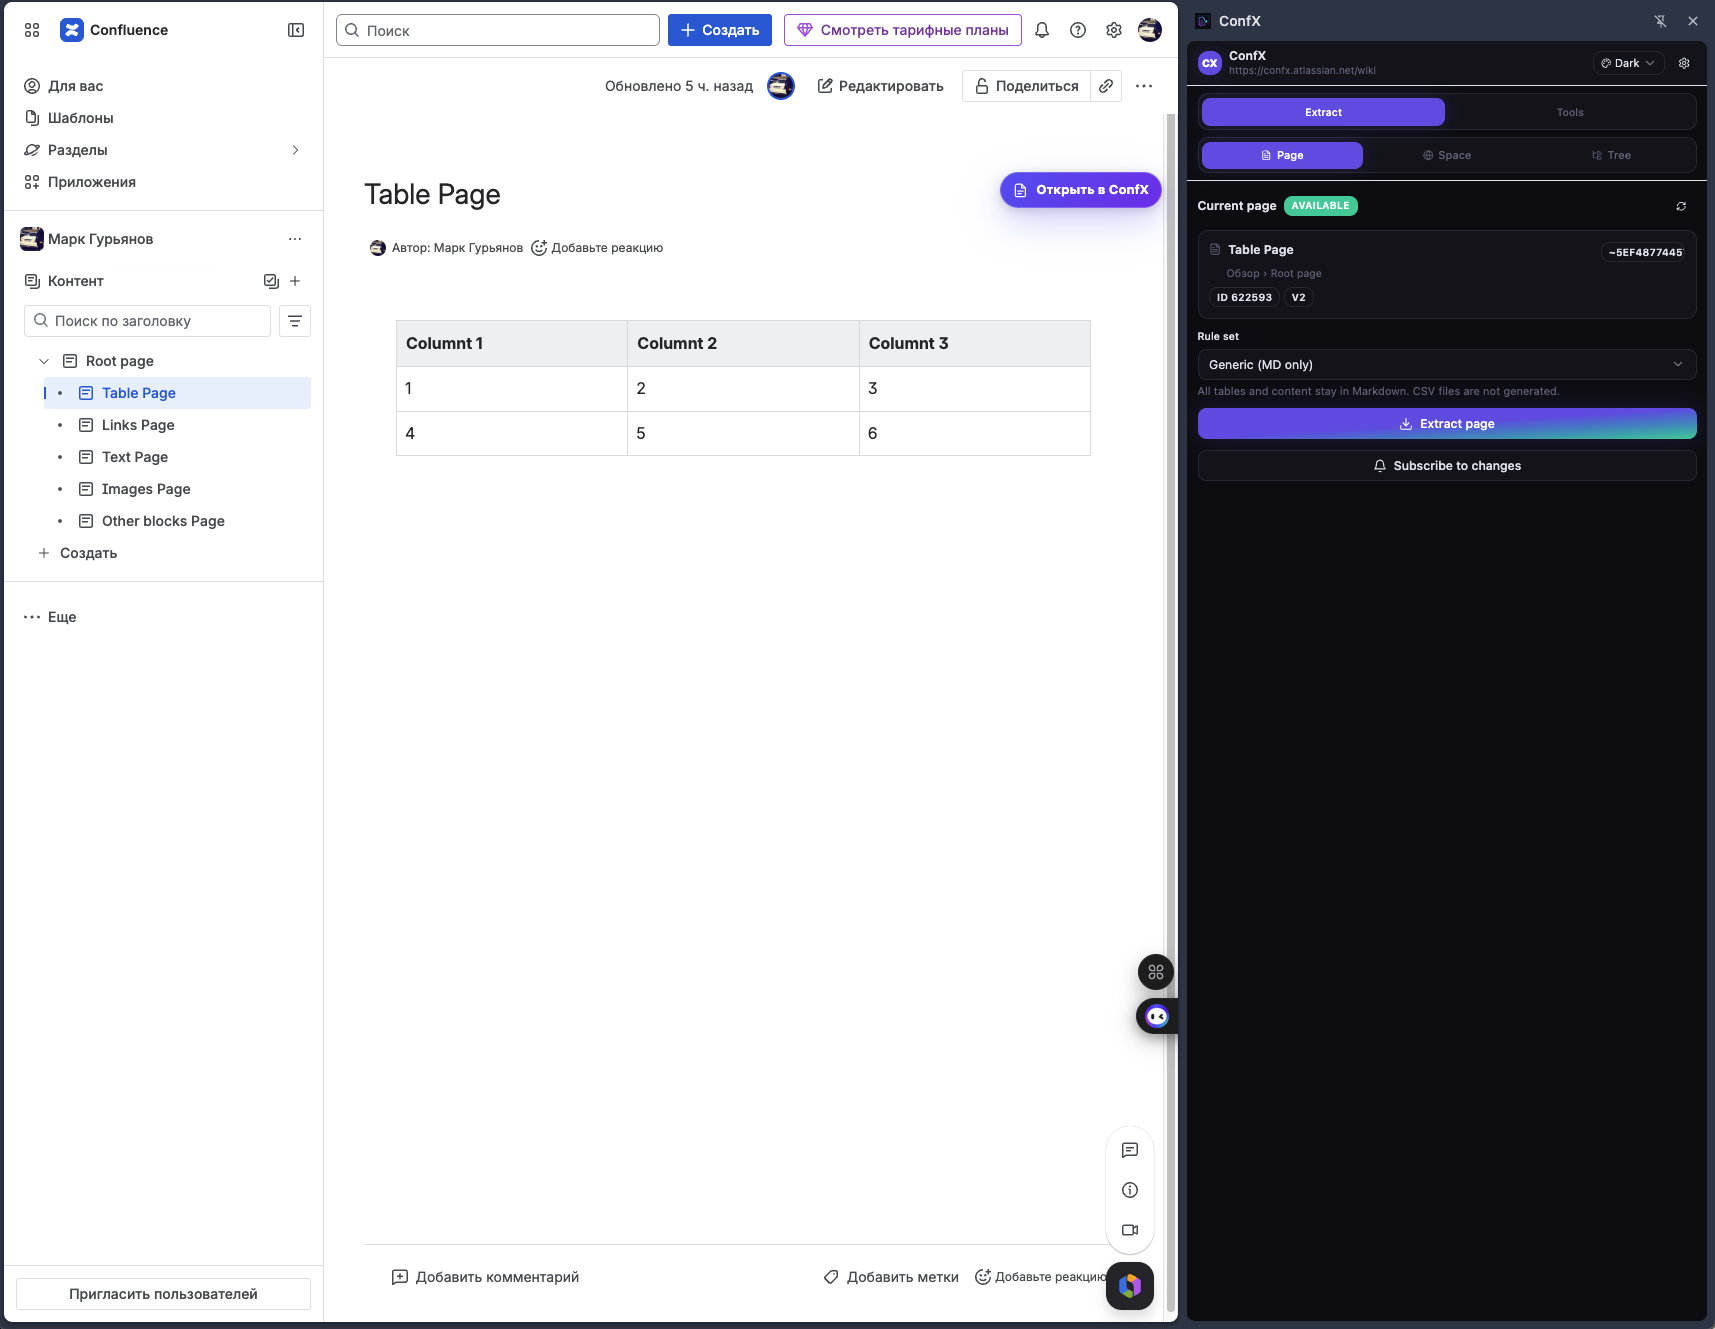 Confluence
Для вас
Шаблоны
Разделы
Приложения
Марк Гурьянов
Контент
Поиск по заголовку
Root page
Table Page
Links Page
Text Page
Images Page
Other blocks Page
Создать
Еще
Пригласить пользователей
Поиск
Создать
Смотреть тарифные планы
Обновлено 5 ч. назад
Редактировать
Поделиться
Table Page
Открыть в ConfX
Автор: Марк Гурьянов
Добавьте реакцию
Columnt 1 Columnt 2 Columnt 3
1 2 3
4 5 6
Добавить комментарий
Добавить метки
Добавьте реакцию
ConfX
CX
ConfX
https://confx.atlassian.net/wiki
Dark
Extract
Tools
Page
Space
Tree
Current page
AVAILABLE
Table Page
~5EF4877445
Обзор › Root page
ID 622593
V2
Rule set
Generic (MD only)
All tables and content stay in Markdown. CSV files are not generated.
Extract page
Subscribe to changes